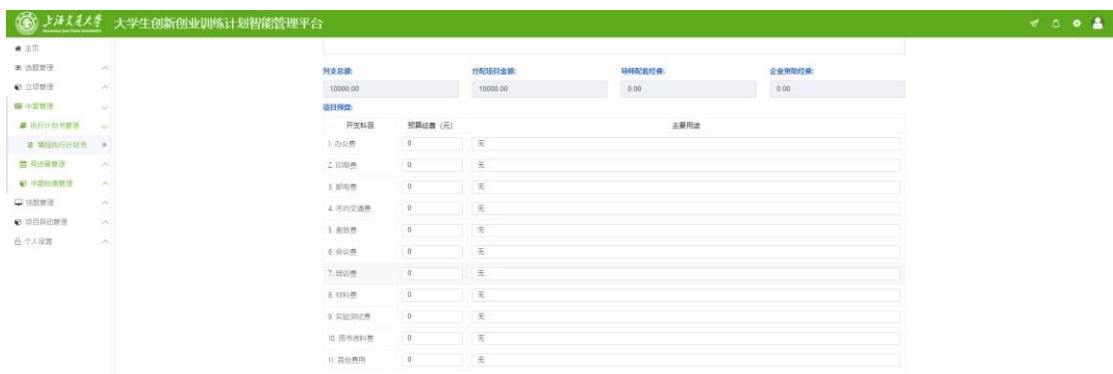 上海交通大学 大学生创新创业训练计划智能管理平台
主页
选题管理
立项管理
中期管理
执行计划书管理
填报执行计划书
周进展管理
中期检查管理
结题管理
项目异动管理
个人设置
列支总额: 分配项目金额: 导师配套经费: 企业资助经费:
10000.00 10000.00 0.00 0.00
项目预算:
开支科目 预算经费（元） 主要用途
1. 办公费 0 无
2. 印刷费 0 无
3. 邮电费 0 无
4. 市内交通费 0 无
5. 差旅费 0 无
6. 会议费 0 无
7. 培训费 0 无
8. 材料费 0 无
9. 实验测试费 0 无
10. 图书资料费 0 无
11. 其他费用 0 无